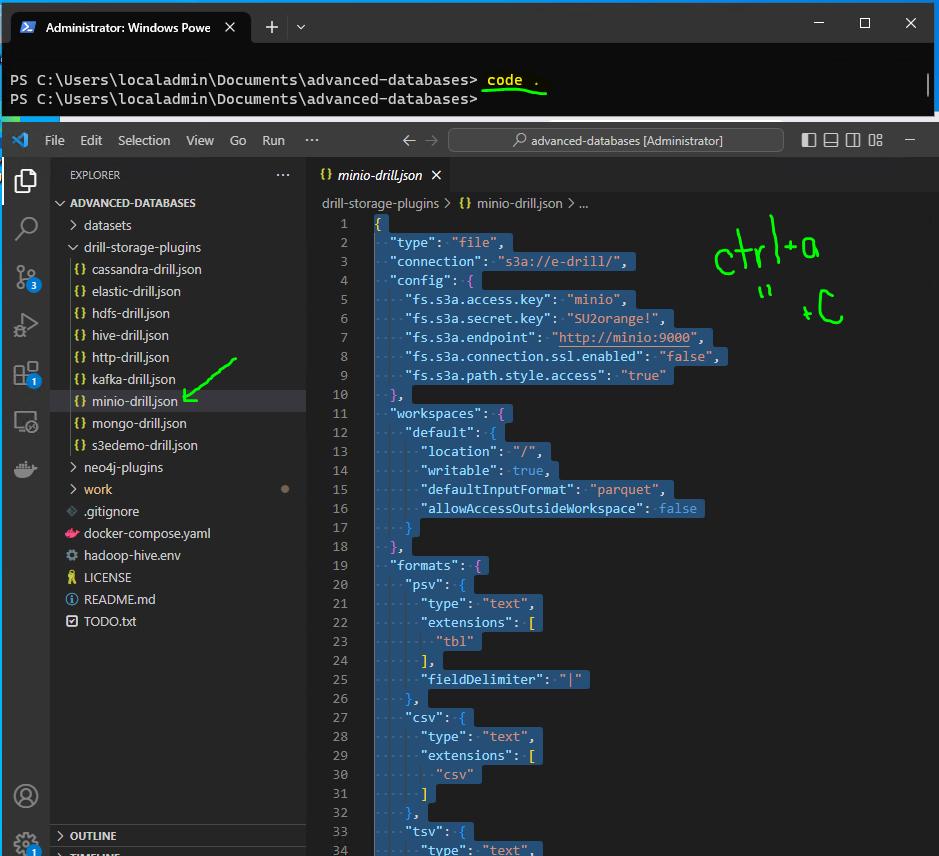 Administrator: Windows Powe
PS C:\Users\localadmin\Documents\advanced-databases> code .
PS C:\Users\localadmin\Documents\advanced-databases>
File Edit Selection View Go Run ... advanced-databases [Administrator]
EXPLORER ...
ADVANCED-DATABASES
datasets
drill-storage-plugins
{} cassandra-drill.json
{} elastic-drill.json
{} hdfs-drill.json
{} hive-drill.json
{} http-drill.json
{} kafka-drill.json
{} minio-drill.json
{} mongo-drill.json
{} s3edemo-drill.json
neo4j-plugins
work
.gitignore
docker-compose.yaml
hadoop-hive.env
LICENSE
README.md
TODO.txt
OUTLINE
TIMELINE
3
1
1
{} minio-drill.json
drill-storage-plugins > {} minio-drill.json > ...
1 {
2 "type": "file",
3 "connection": "s3a://e-drill/",
4 "config": {
5 "fs.s3a.access.key": "minio",
6 "fs.s3a.secret.key": "SU2orange!",
7 "fs.s3a.endpoint": "http://minio:9000",
8 "fs.s3a.connection.ssl.enabled": "false",
9 "fs.s3a.path.style.access": "true"
10 },
11 "workspaces": {
12 "default": {
13 "location": "/",
14 "writable": true,
15 "defaultInputFormat": "parquet",
16 "allowAccessOutsideWorkspace": false
17 }
18 },
19 "formats": {
20 "psv": {
21 "type": "text",
22 "extensions": [
23 "tbl"
24 ],
25 "fieldDelimiter": "|"
26 },
27 "csv": {
28 "type": "text",
29 "extensions": [
30 "csv"
31 ]
32 },
33 "tsv": {
34 "type": "text",
ctrl+a
" +C